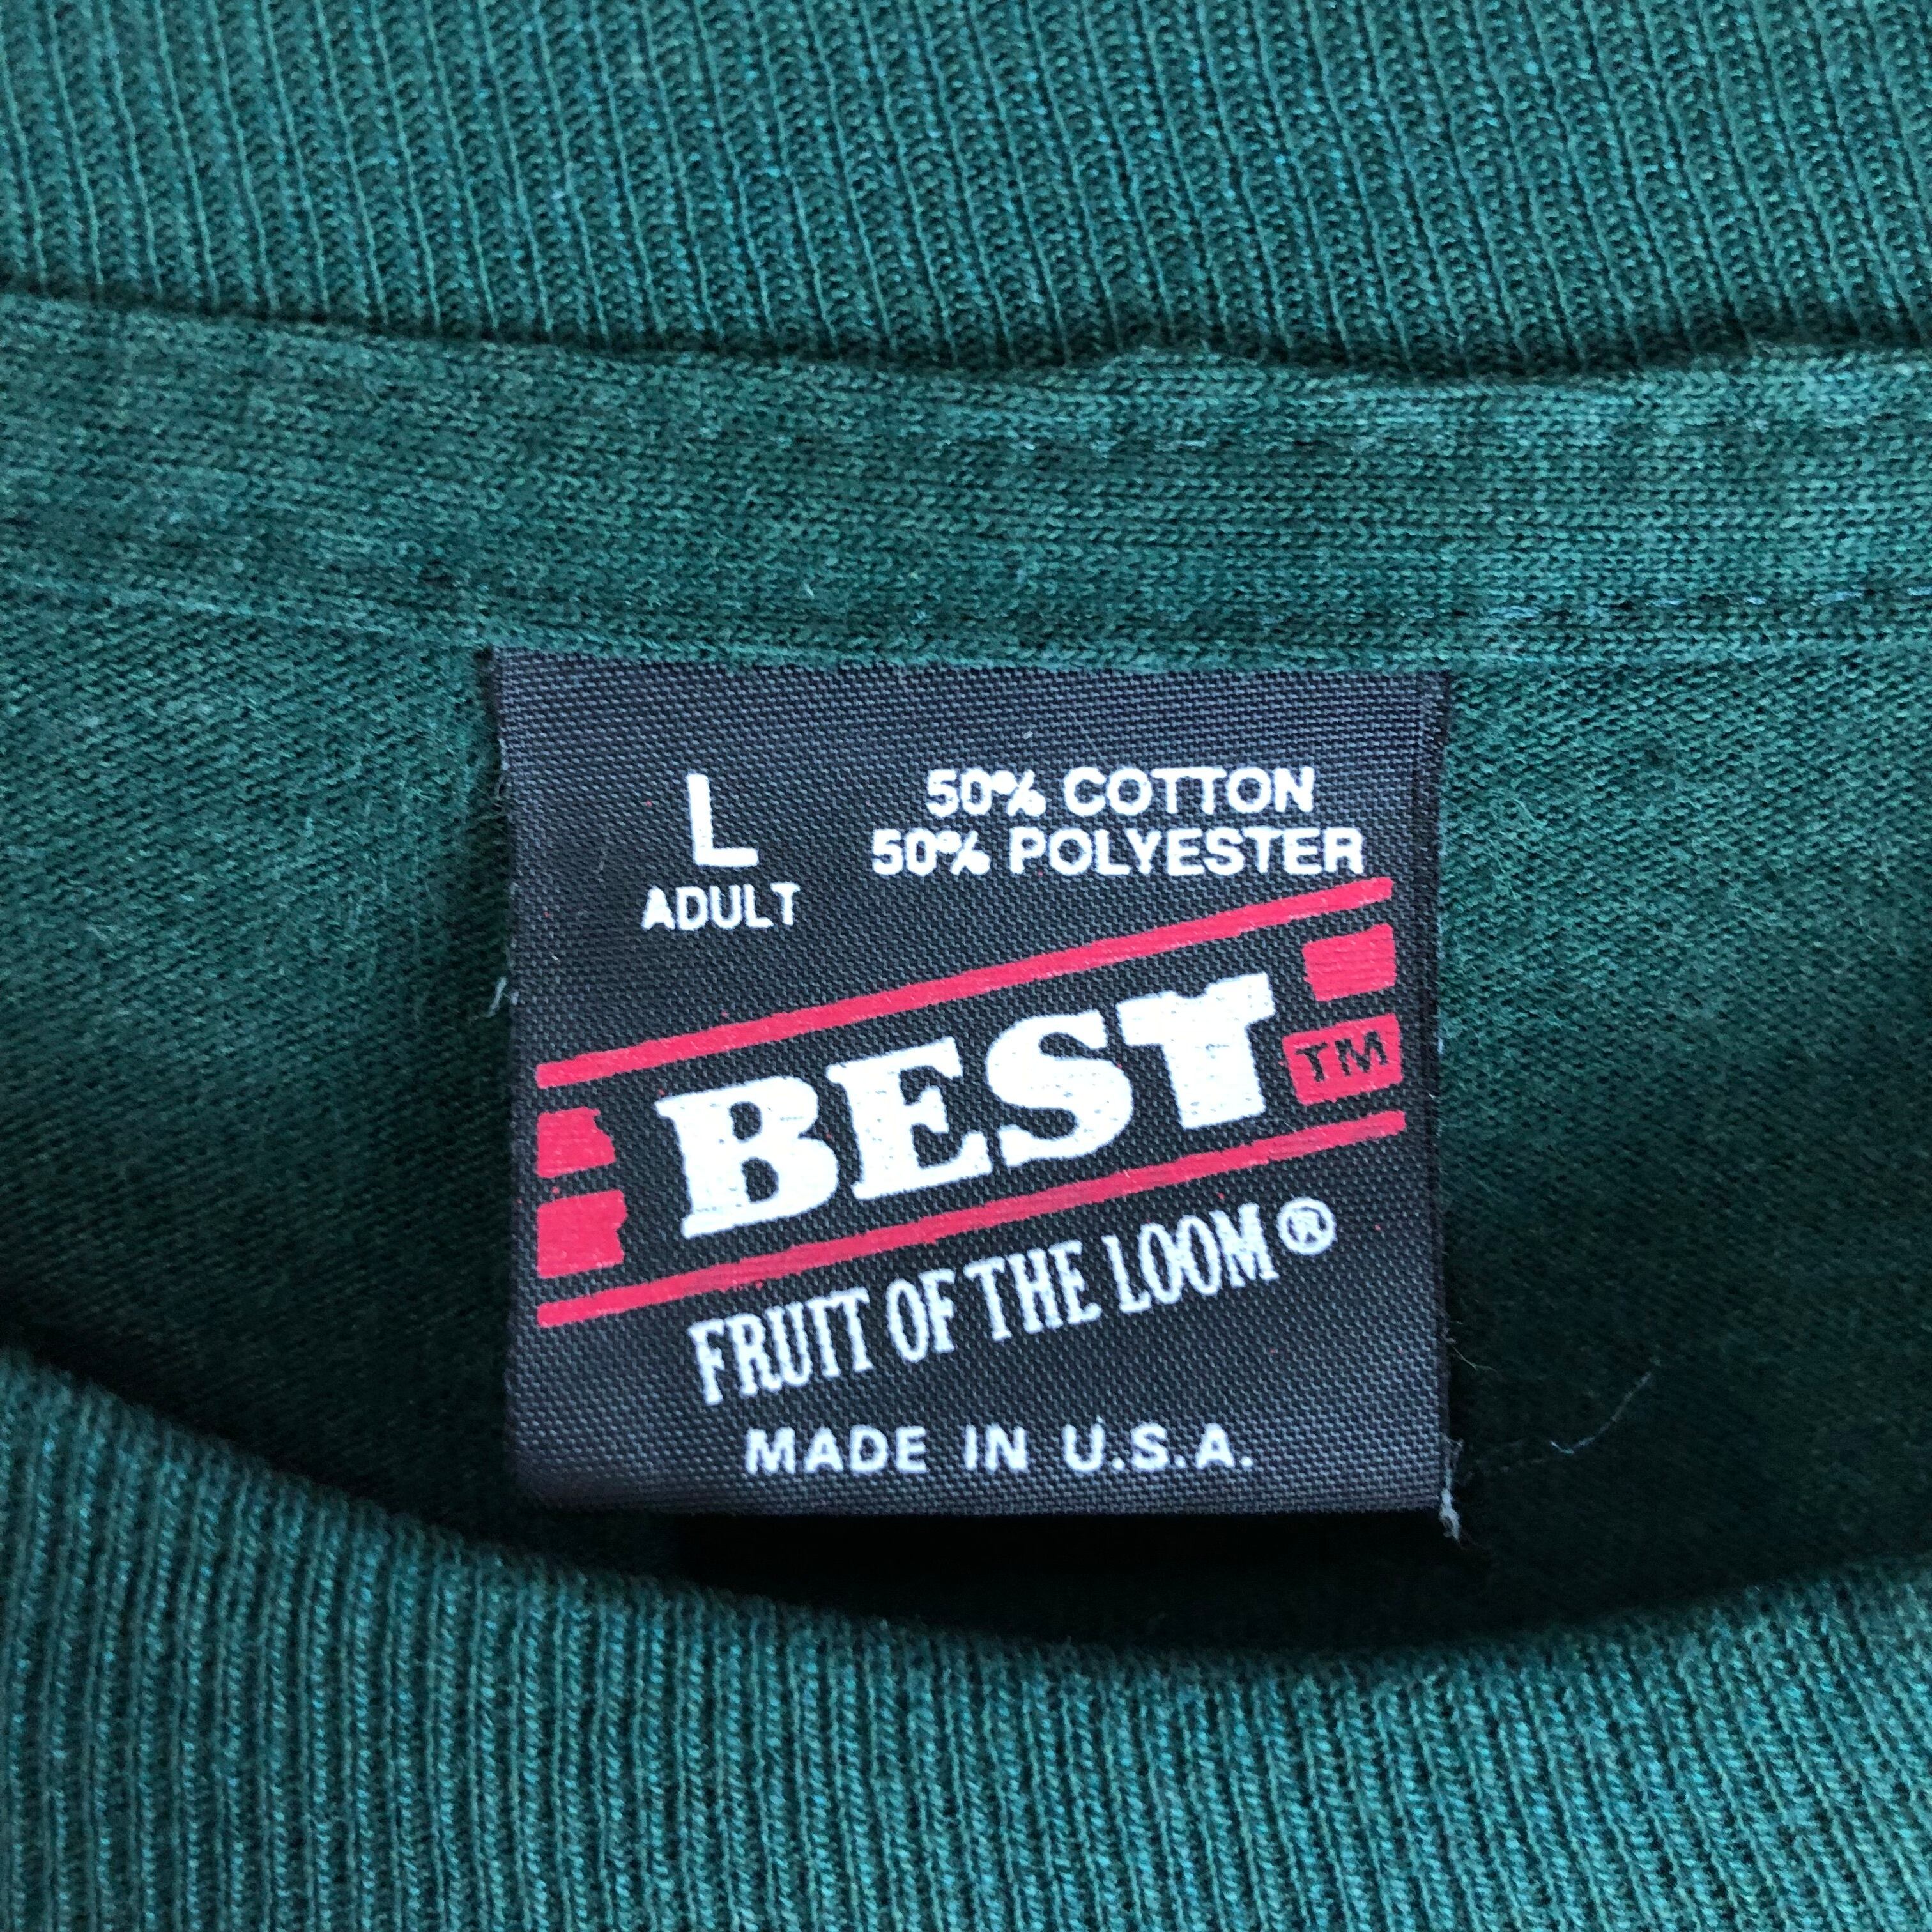 L
ADULT
50% COTTON
50% POLYESTER
BEST TM
FRUIT OF THE LOOM ®
MADE IN U.S.A.